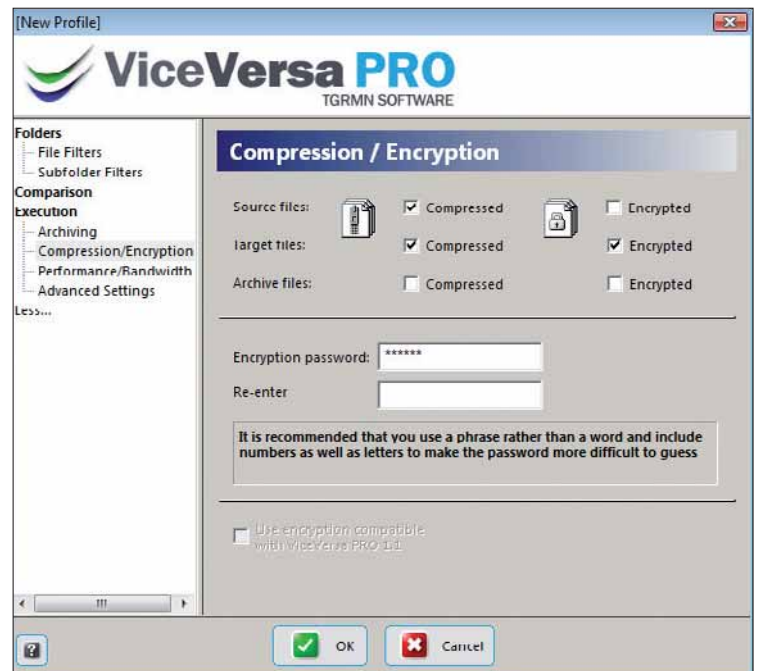 [New Profile]
ViceVersa PRO
TGRMN SOFTWARE
Folders
File Filters
Subfolder Filters
Comparison
Execution
Archiving
Compression/Encryption
Performance/Bandwidth
Advanced Settings
Less...
Compression / Encryption
Source files: Compressed Encrypted
Target files: Compressed Encrypted
Archive files: Compressed Encrypted
Encryption password: ******
Re-enter
It is recommended that you use a phrase rather than a word and include
numbers as well as letters to make the password more difficult to guess
Use encryption compatible
with ViceVersa PRO 1.1
OK Cancel